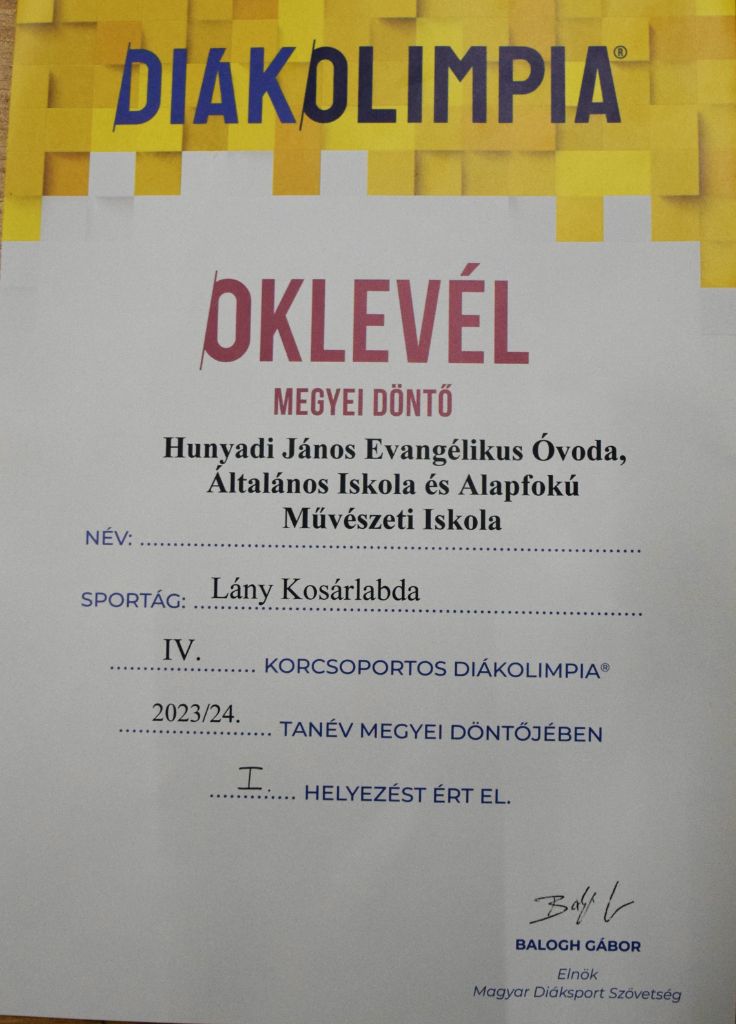 DIÁKOLIMPIA®
OKLEVÉL
MEGYEI DÖNTŐ
Hunyadi János Evangélikus Óvoda,
Általános Iskola és Alapfokú
Művészeti Iskola
NÉV: ......................................................................
SPORTÁG: Lány Kosárlabda
IV. KORCSOPORTOS DIÁKOLIMPIA®
2023/24. TANÉV MEGYEI DÖNTŐJÉBEN
I. HELYEZÉST ÉRT EL.
BALOGH GÁBOR
Elnök
Magyar Diáksport Szövetség